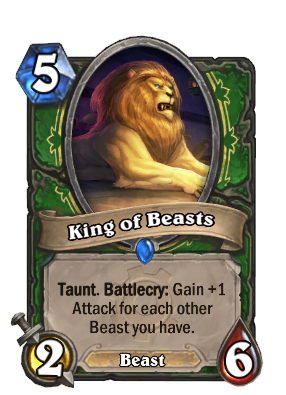 5
King of Beasts
Taunt. Battlecry: Gain +1
Attack for each other
Beast you have.
2
Beast
6